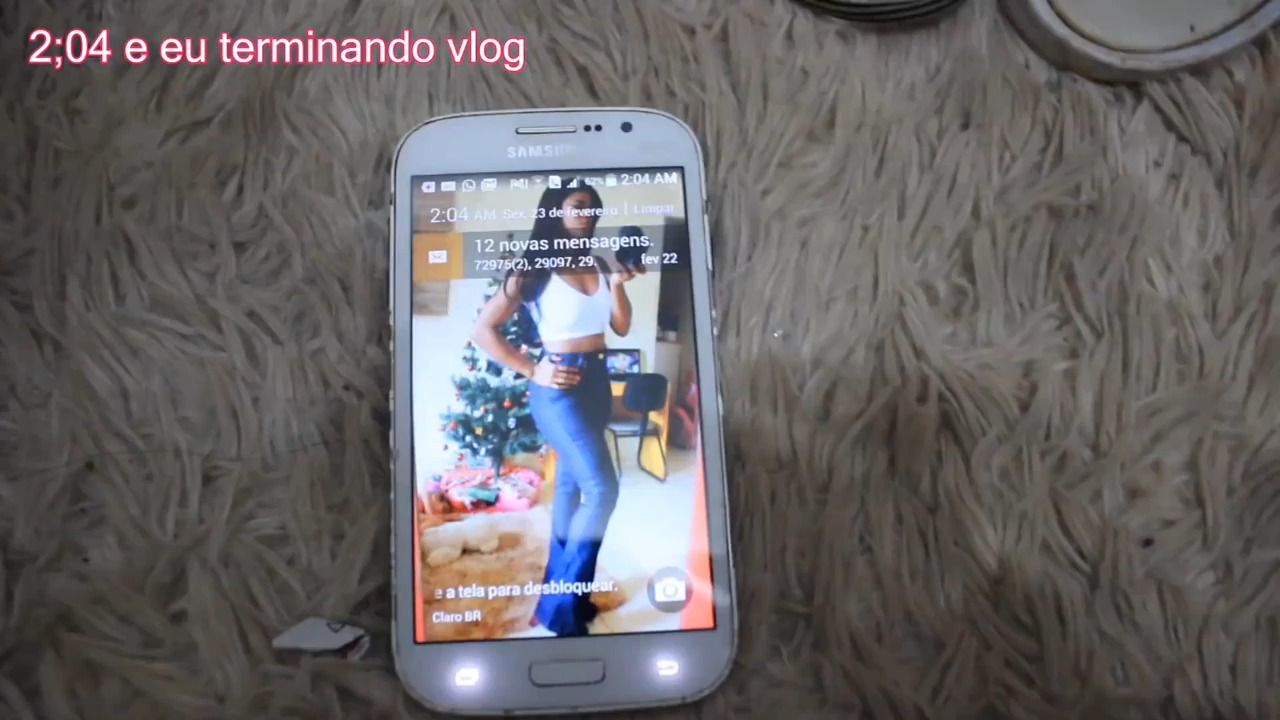 2;04 e eu terminando vlog
SAMSUNG
62% 2:04 AM
2:04 AM Sex, 23 de fevereiro | Limpar
12 novas mensagens.
72975(2), 29097, 29. fev 22
e a tela para desbloquear.
Claro BR